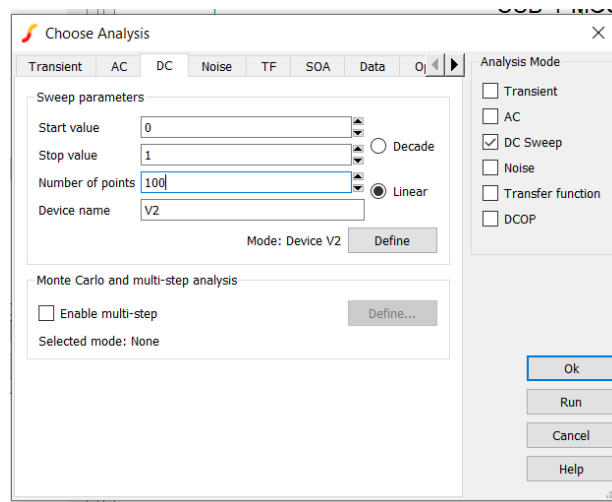 Choose Analysis
Transient AC DC Noise TF SOA Data
Analysis Mode
Sweep parameters
Start value 0
Stop value 1
Number of points 100
Device name V2
Decade
Linear
Mode: Device V2 Define
Monte Carlo and multi-step analysis
Enable multi-step Define...
Selected mode: None
Transient
AC
DC Sweep
Noise
Transfer function
DCOP
Ok
Run
Cancel
Help